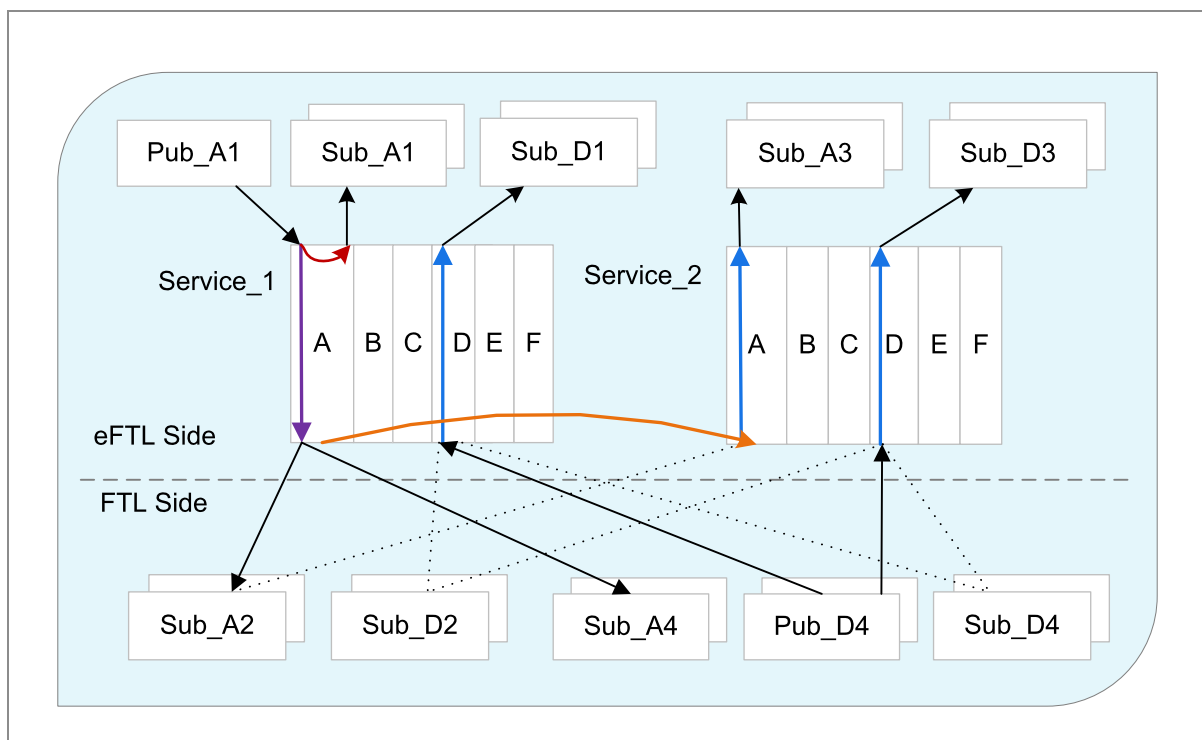 Pub_A1
Sub_A1
Sub_D1
Sub_A3
Sub_D3
Service_1
Service_2
A B C D E F
A B C D E F
eFTL Side
FTL Side
Sub_A2
Sub_D2
Sub_A4
Pub_D4
Sub_D4